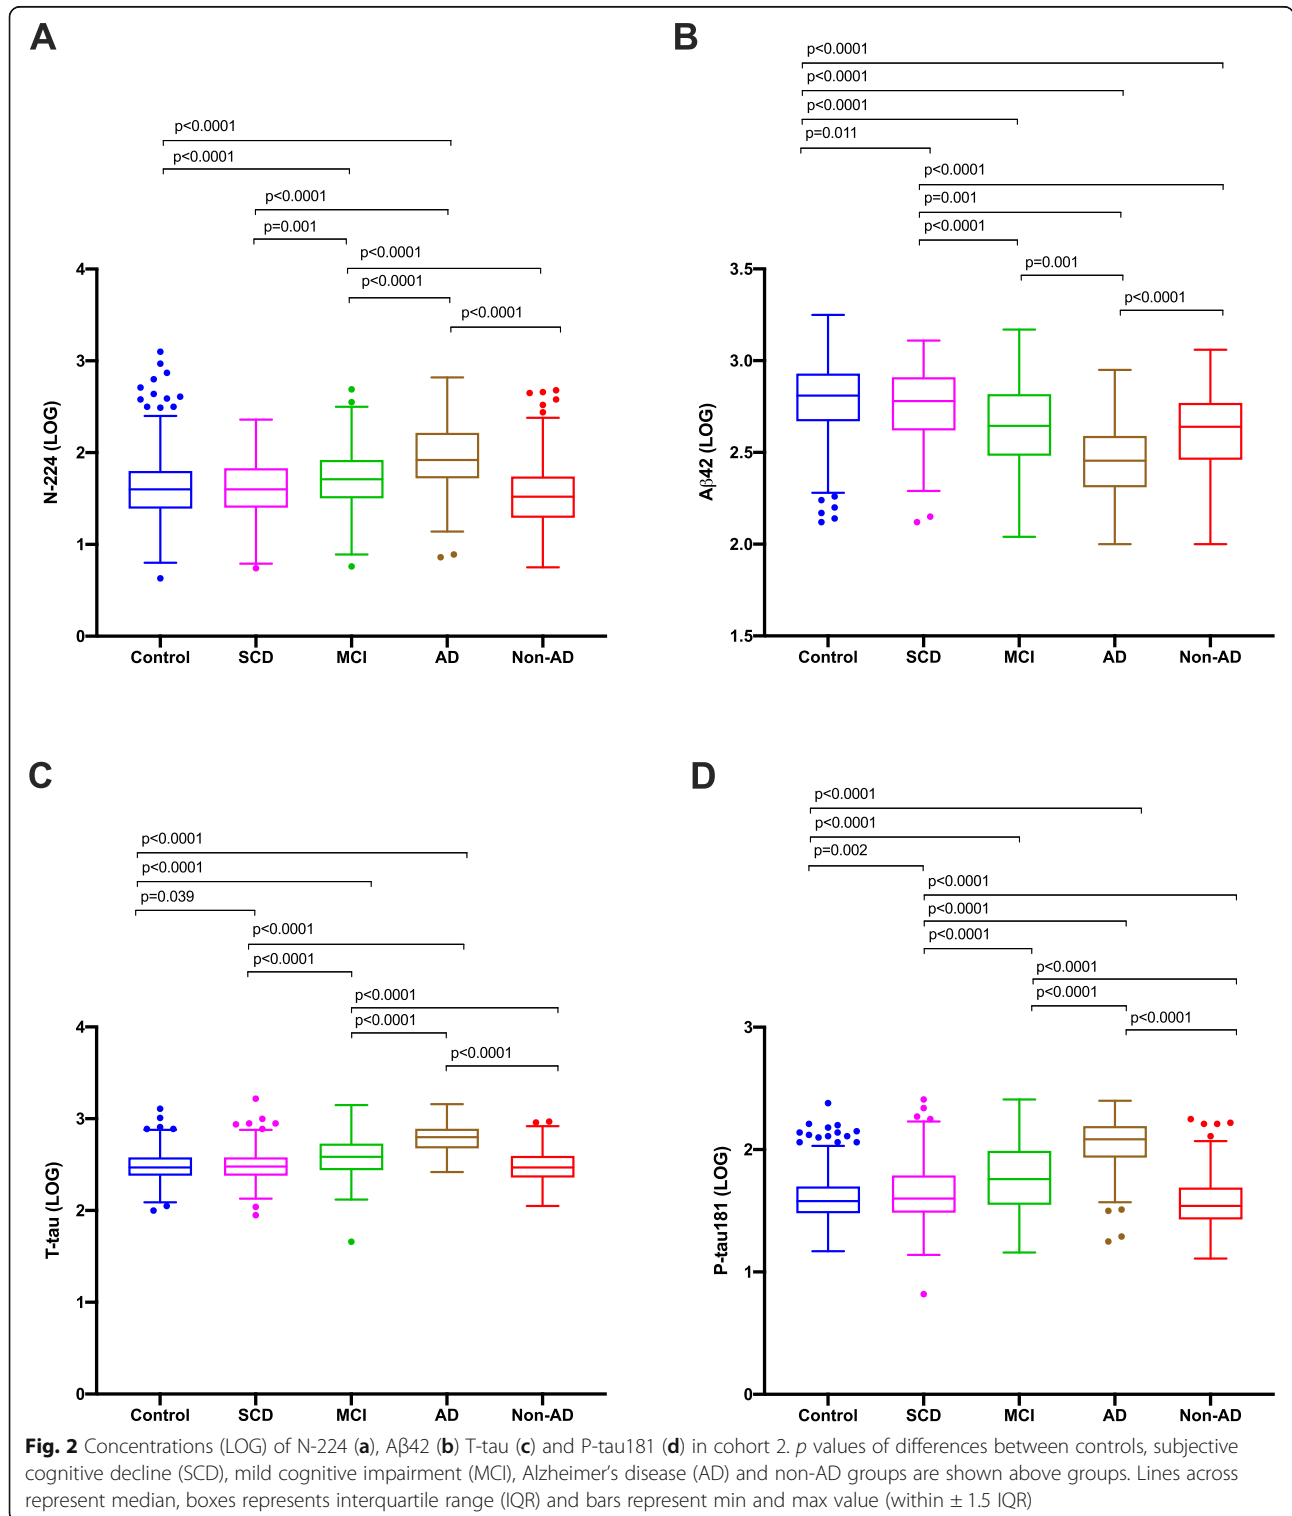 A
p<0.0001
p<0.0001
p<0.0001
p=0.001
p<0.0001
p<0.0001
p<0.0001
N-224 (LOG)
4
3
2
1
0
Control SCD MCI AD Non-AD
B
p<0.0001
p<0.0001
p<0.0001
p=0.011
p<0.0001
p=0.001
p<0.0001
p=0.001
p<0.0001
Aβ42 (LOG)
3.5
3.0
2.5
2.0
1.5
Control SCD MCI AD Non-AD
C
p<0.0001
p<0.0001
p=0.039
p<0.0001
p<0.0001
p<0.0001
p<0.0001
p<0.0001
T-tau (LOG)
4
3
2
1
0
Control SCD MCI AD Non-AD
D
p<0.0001
p<0.0001
p=0.002
p<0.0001
p<0.0001
p<0.0001
p<0.0001
p<0.0001
p<0.0001
P-tau181 (LOG)
3
2
1
0
Control SCD MCI AD Non-AD
Fig. 2 Concentrations (LOG) of N-224 (a), Aβ42 (b) T-tau (c) and P-tau181 (d) in cohort 2. p values of differences between controls, subjective
cognitive decline (SCD), mild cognitive impairment (MCI), Alzheimer's disease (AD) and non-AD groups are shown above groups. Lines across
represent median, boxes represents interquartile range (IQR) and bars represent min and max value (within ± 1.5 IQR)